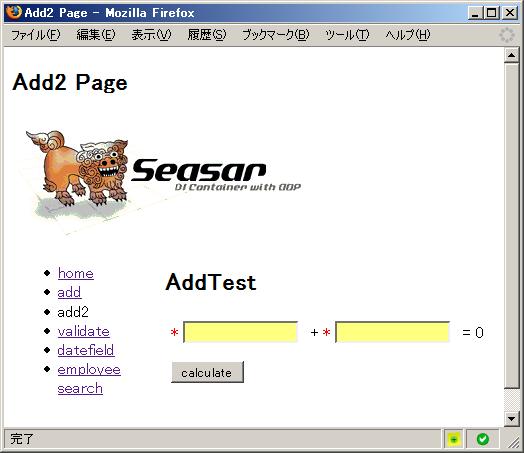 Add2 Page - Mozilla Firefox
ファイル(F) 編集(E) 表示(V) 履歴(S) ブックマーク(B) ツール(T) ヘルプ(H)
Add2 Page
Seasar
DI Container with AOP
home
add
add2
validate
datefield
employee
search
AddTest
* + * = 0
calculate
完了